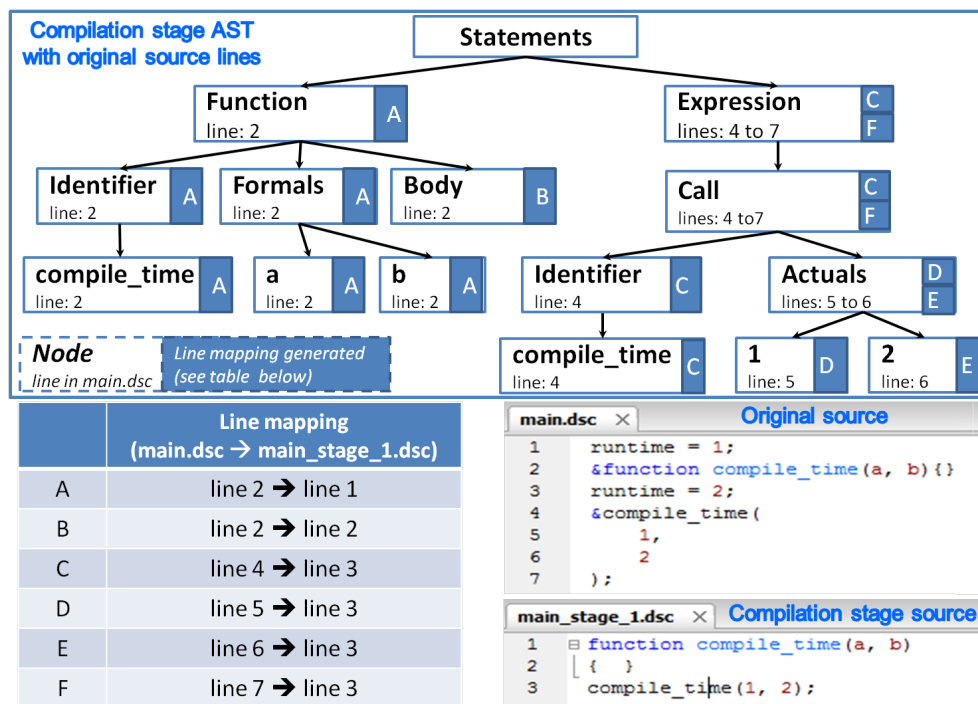 Compilation stage AST
with original source lines
Statements
Function
line: 2
A
Expression
lines: 4 to 7
C
F
Identifier
line: 2
A
Formals
line: 2
A
Body
line: 2
B
Call
lines: 4 to7
C
F
compile_time
line: 2
A
a
line: 2
A
b
line: 2
A
Identifier
line: 4
C
Actuals
lines: 5 to 6
D
E
Node
line in main.dsc
Line mapping generated
(see table below)
compile_time
line: 4
C
1
line: 5
D
2
line: 6
E
Line mapping
(main.dsc → main_stage_1.dsc)
A line 2 → line 1
B line 2 → line 2
C line 4 → line 3
D line 5 → line 3
E line 6 → line 3
F line 7 → line 3
main.dsc × Original source
1 runtime = 1;
2 &function compile_time(a, b){}
3 runtime = 2;
4 &compile_time(
5 1,
6 2
7 );
main_stage_1.dsc × Compilation stage source
1 function compile_time(a, b)
2 { }
3 compile_time(1, 2);